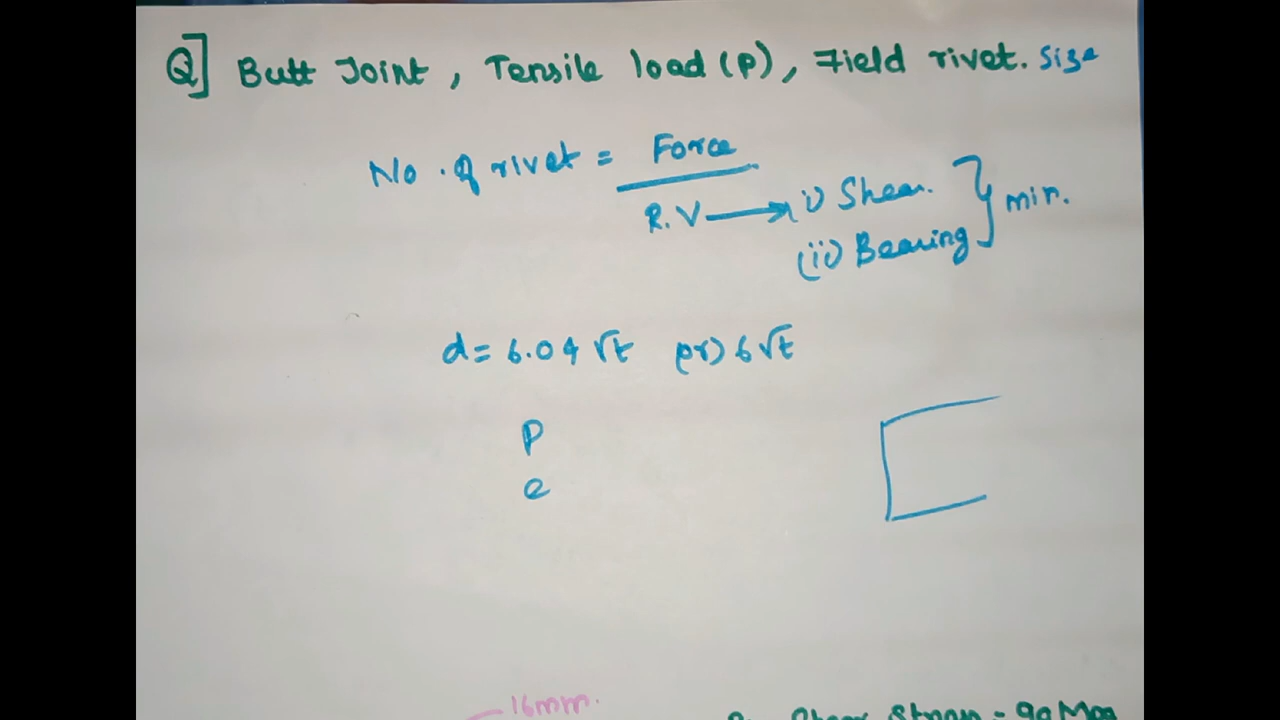 Q] Butt Joint, Tensile load (P), Field rivet. Size
No. of rivet = Force
R.V → i) Shear. } min.
(ii) Bearing
d = 6.04 √t (or) 6√t
P
e
16mm.
Shear Stress = 90 Mpa